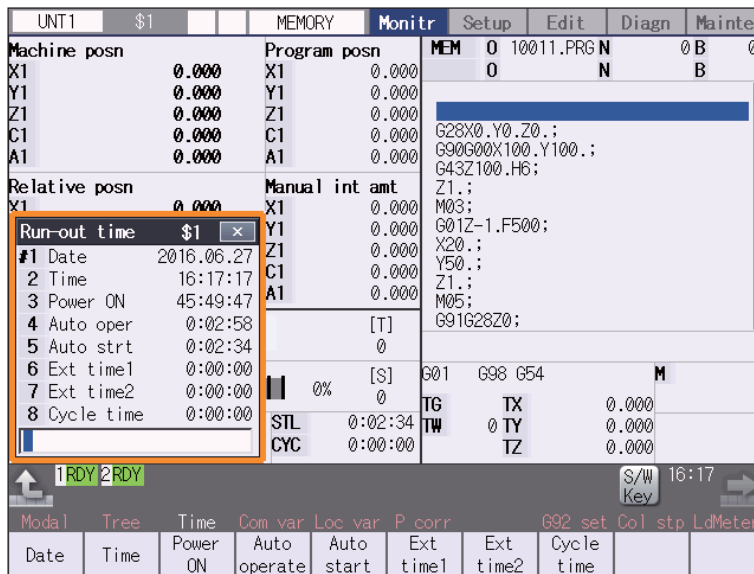 UNT1 $1 MEMORY Monitr Setup Edit Diagn Mainte
Machine posn
X1 0.000
Y1 0.000
Z1 0.000
C1 0.000
A1 0.000
Program posn
X1 0.000
Y1 0.000
Z1 0.000
C1 0.000
A1 0.000
Relative posn
X1 0.000
Manual int amt
X1 0.000
Y1 0.000
Z1 0.000
C1 0.000
A1 0.000
Run-out time $1 ×
#1 Date 2016.06.27
2 Time 16:17:17
3 Power ON 45:49:47
4 Auto oper 0:02:58
5 Auto strt 0:02:34
6 Ext time1 0:00:00
7 Ext time2 0:00:00
8 Cycle time 0:00:00
[T]
0
[S]
0% 0
STL 0:02:34
CYC 0:00:00
MEM O 10011.PRG N 0 B 0
O N B
G28X0.Y0.Z0.;
G90G00X100.Y100.;
G43Z100.H6;
Z1.;
M03;
G01Z-1.F500;
X20.;
Y50.;
Z1.;
M05;
G91G28Z0;
G01 G98 G54 M
TG TX 0.000
TW 0 TY 0.000
TZ 0.000
1RDY 2RDY S/W Key 16:17
Modal Tree Time Com var Loc var P corr G92 set Col stp LdMeter
Date Time Power ON Auto operate Auto start Ext time1 Ext time2 Cycle time